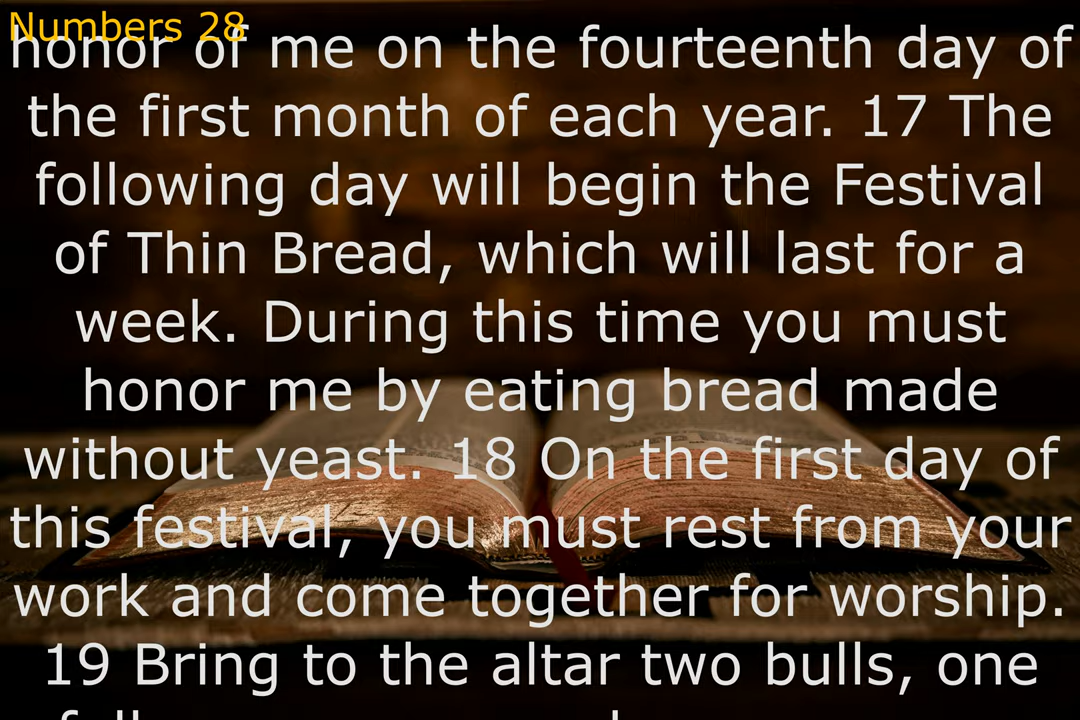 Numbers 28
honor of me on the fourteenth day of
the first month of each year. 17 The
following day will begin the Festival
of Thin Bread, which will last for a
week. During this time you must
honor me by eating bread made
without yeast. 18 On the first day of
this festival, you must rest from your
work and come together for worship.
19 Bring to the altar two bulls, one